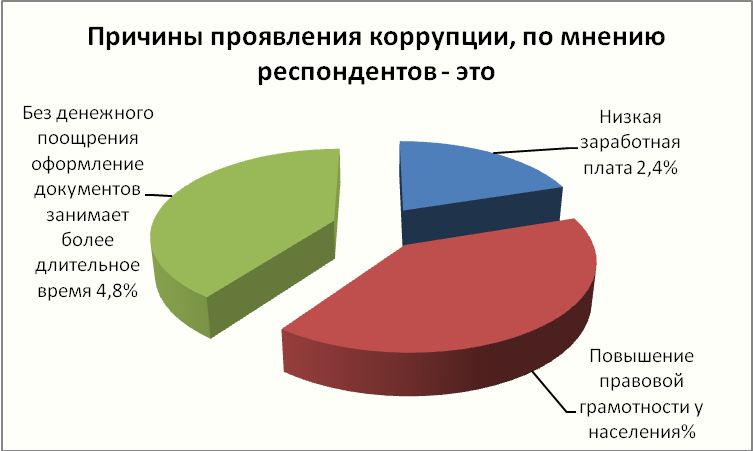 Причины проявления коррупции, по мнению
респондентов - это
Без денежного
поощрения
оформление
документов
занимает
более
длительное
время 4,8%
Низкая
заработная
плата 2,4%
Повышение
правовой
грамотности у
населения%